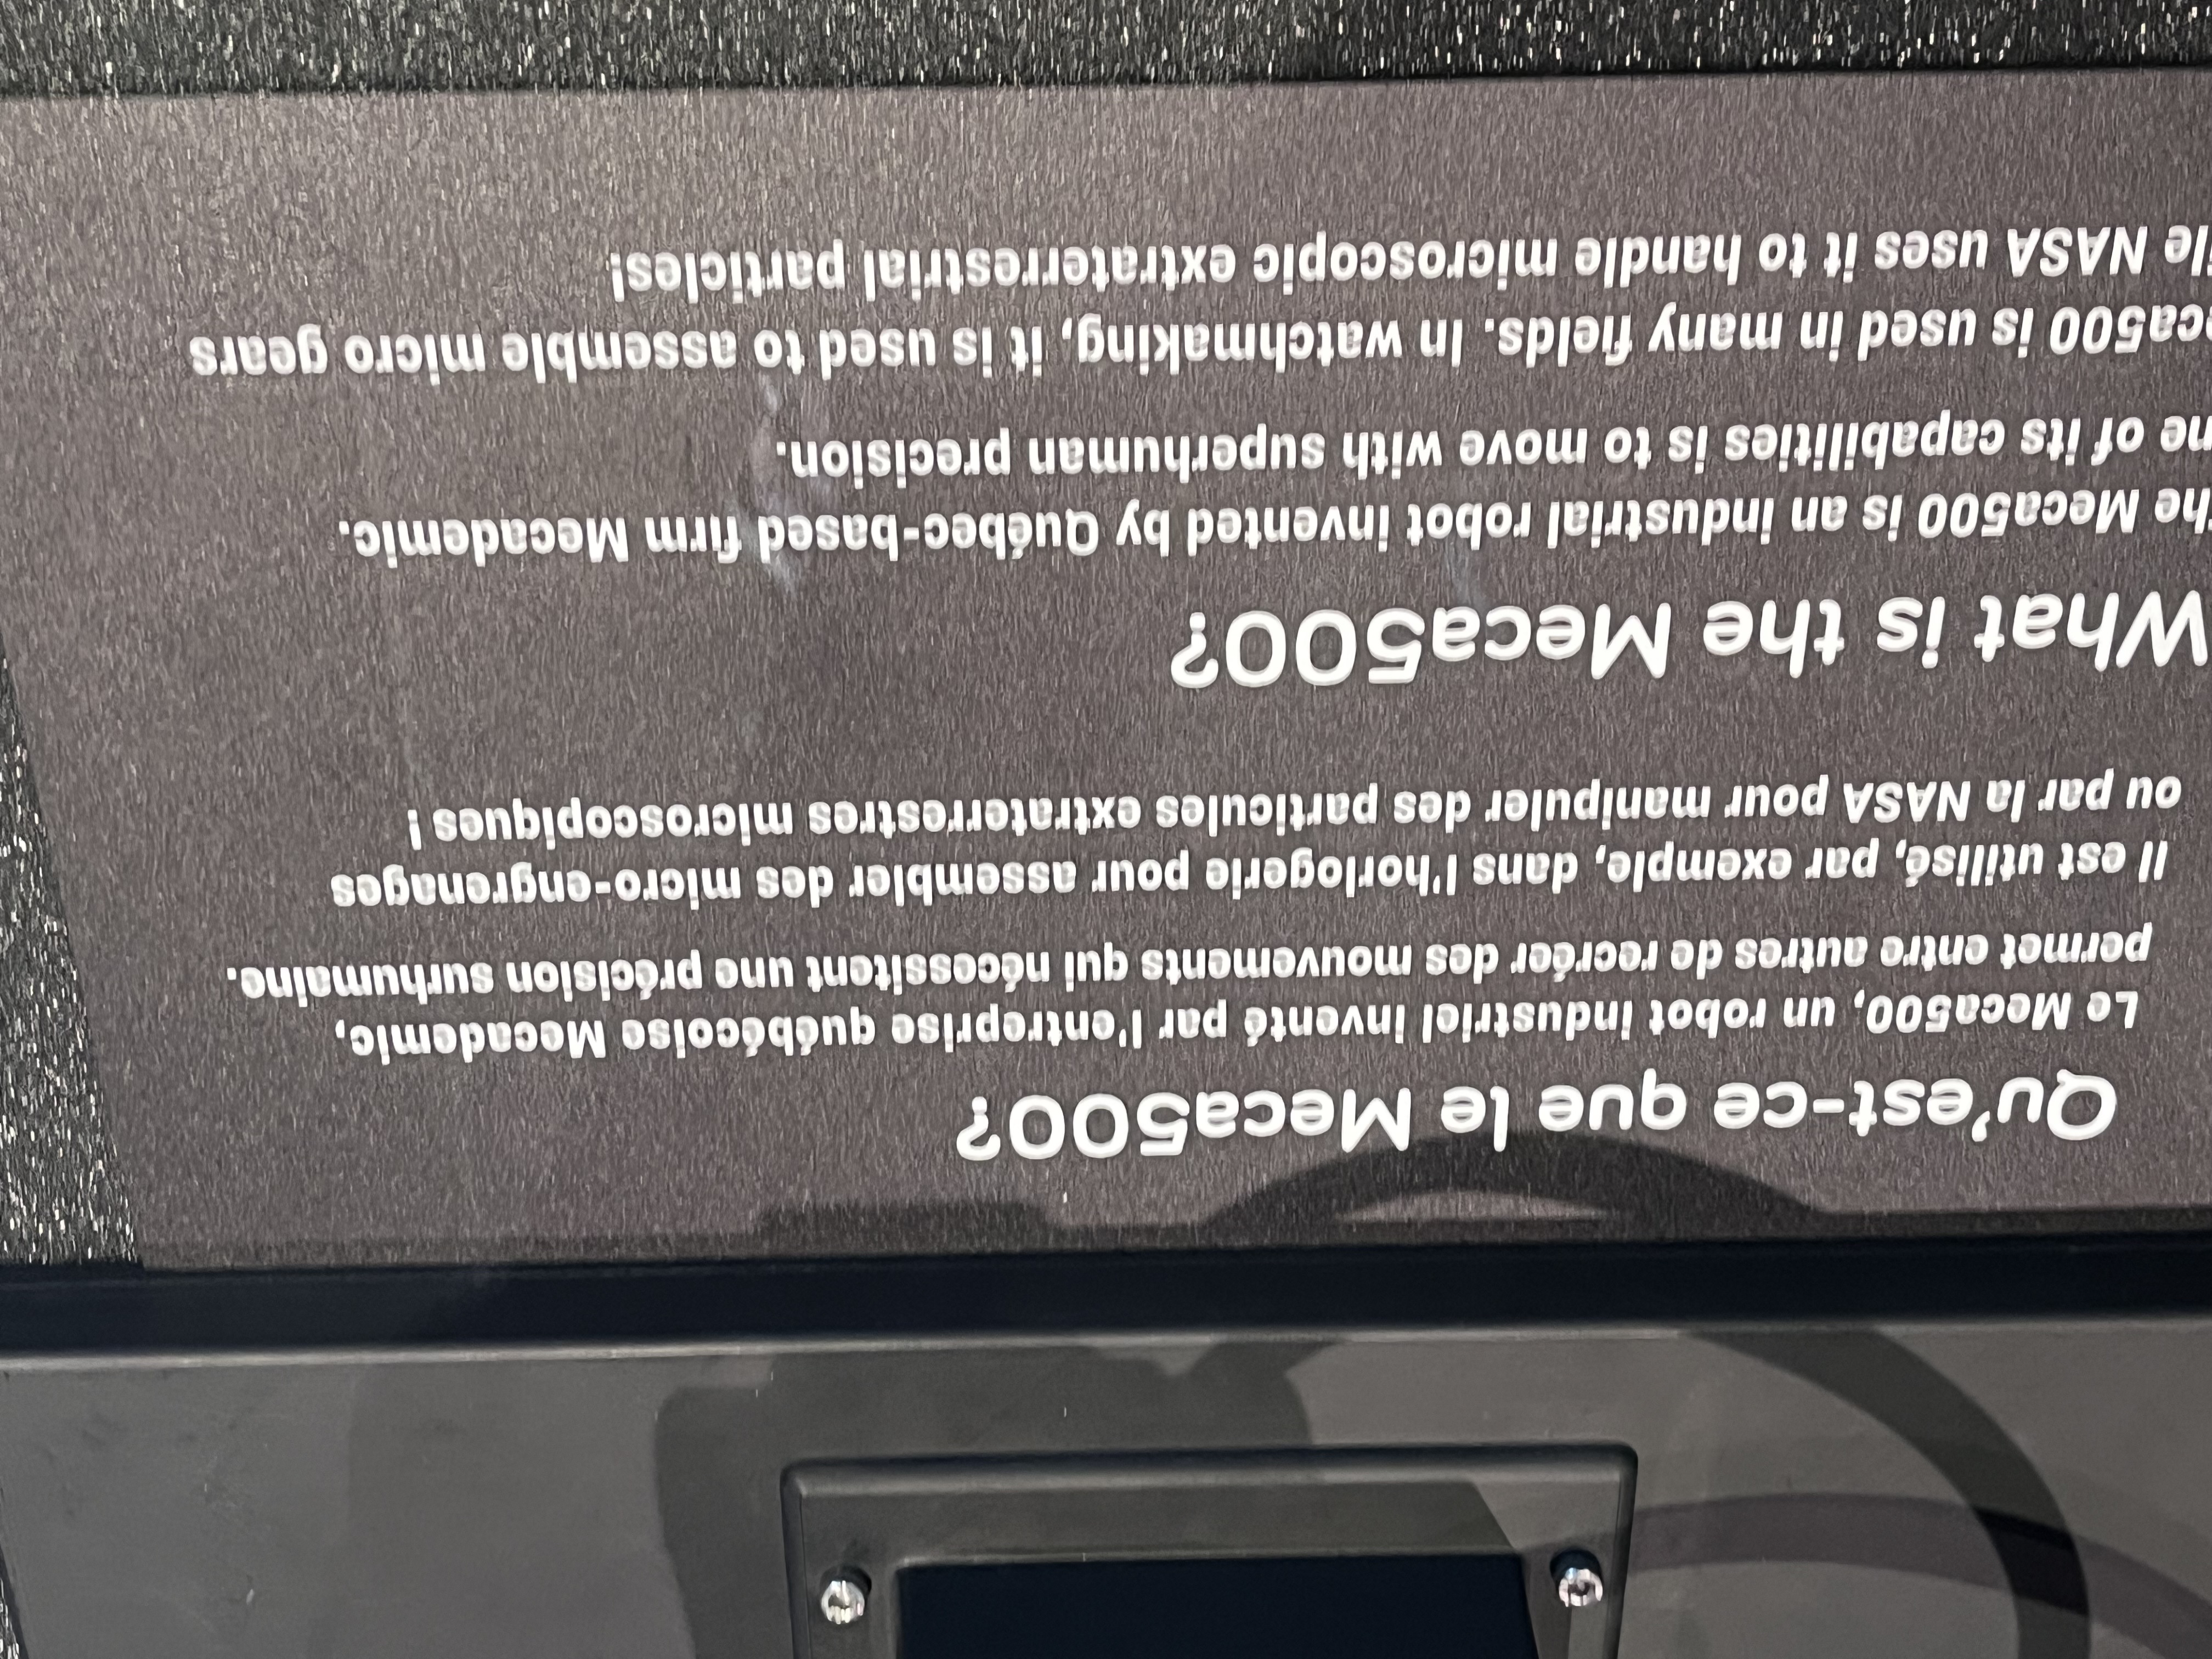 Qu'est-ce que le Meca500?
Le Meca500, un robot industriel inventé par l'entreprise québécoise Mecademic,
permet entre autres de recréer des mouvements qui nécessitent une précision surhumaine.
Il est utilisé, par exemple, dans l'horlogerie pour assembler des micro-engrenages
ou par la NASA pour manipuler des particules extraterrestres microscopiques !
What is the Meca500?
he Meca500 is an industrial robot invented by Québec-based firm Mecademic.
ne of its capabilities is to move with superhuman precision.
ca500 is used in many fields. In watchmaking, it is used to assemble micro gears
ile NASA uses it to handle microscopic extraterrestrial particles!